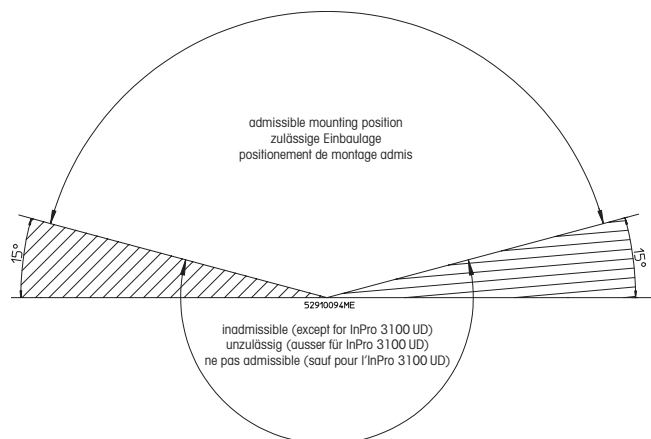 admissible mounting position
zulässige Einbaulage
positionement de montage admis
15°
15°
52910094ME
inadmissible (except for InPro 3100 UD)
unzulässig (ausser für InPro 3100 UD)
ne pas admissible (sauf pour l'InPro 3100 UD)